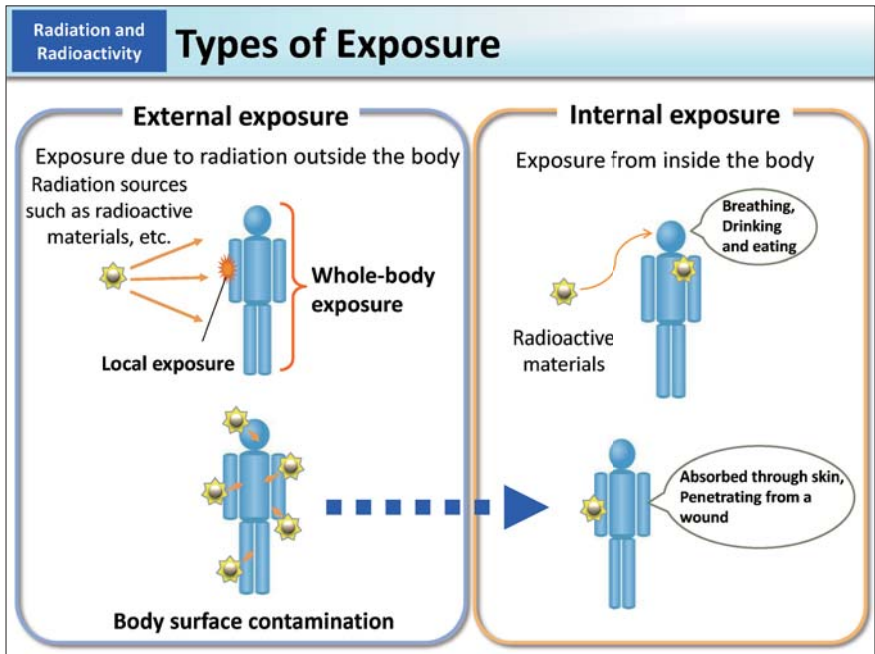 Radiation and
Radioactivity
Types of Exposure
External exposure
Exposure due to radiation outside the body
Radiation sources
such as radioactive
materials, etc.
Whole-body
exposure
Local exposure
Body surface contamination
Internal exposure
Exposure from inside the body
Breathing,
Drinking
and eating
Radioactive
materials
Absorbed through skin,
Penetrating from a
wound